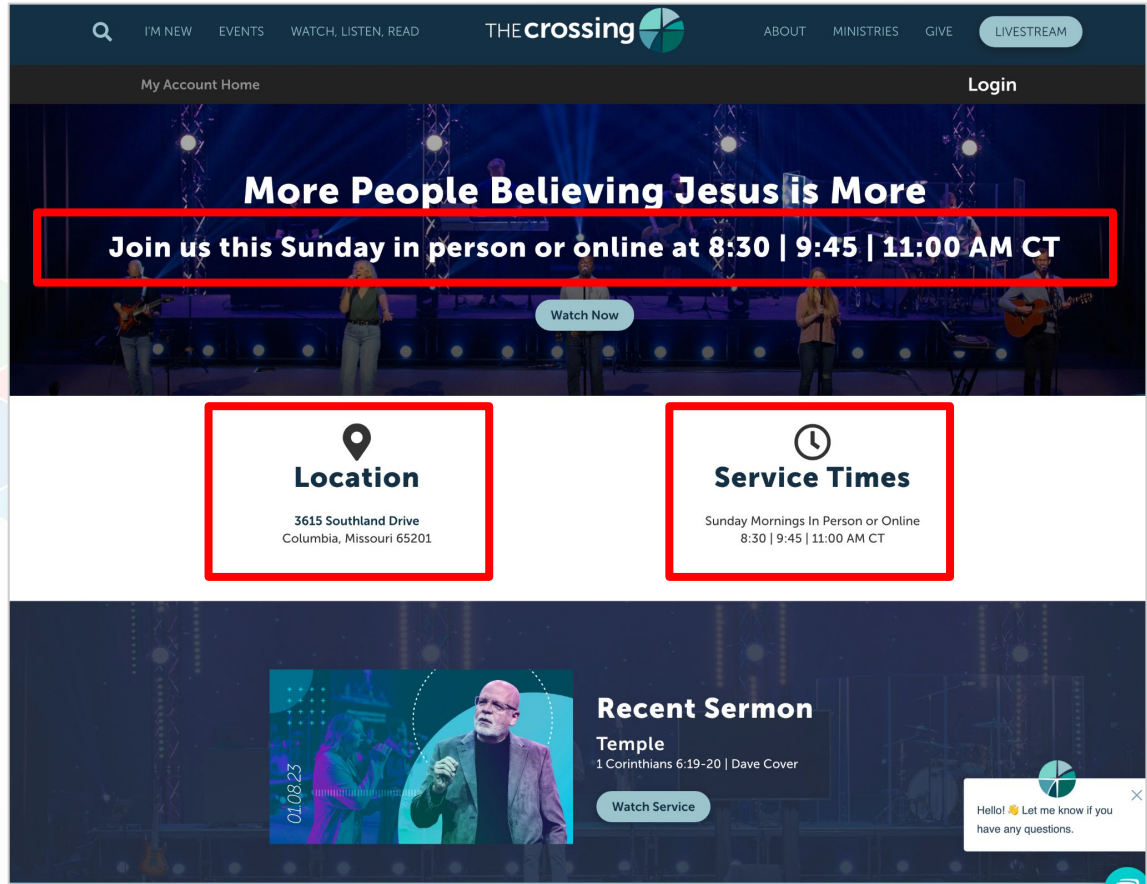 I'M NEW EVENTS WATCH, LISTEN, READ THE crossing ABOUT MINISTRIES GIVE LIVESTREAM
My Account Home Login
More People Believing Jesus is More
Join us this Sunday in person or online at 8:30 | 9:45 | 11:00 AM CT
Watch Now
Location
3615 Southland Drive
Columbia, Missouri 65201
Service Times
Sunday Mornings In Person or Online
8:30 | 9:45 | 11:00 AM CT
01.08.23
Recent Sermon
Temple
1 Corinthians 6:19-20 | Dave Cover
Watch Service
Hello! 👋 Let me know if you
have any questions.